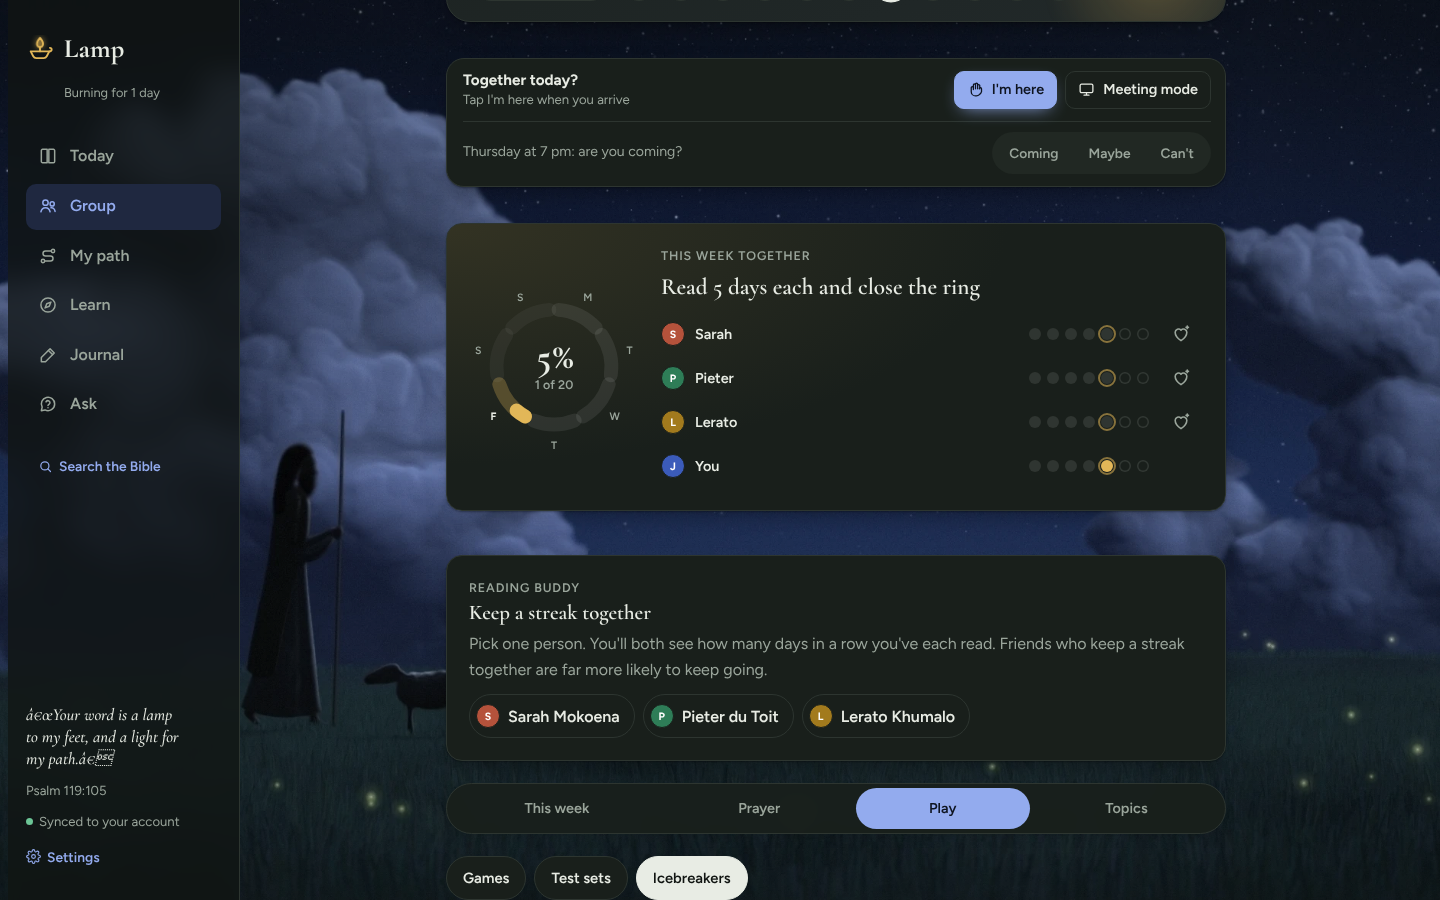 Lamp
Burning for 1 day
Today
Group
My path
Learn
Journal
Ask
Search the Bible
“Your word is a lamp
to my feet, and a light for
my path.â€
Psalm 119:105
Synced to your account
Settings
Together today?
Tap I'm here when you arrive
I'm here
Meeting mode
Thursday at 7 pm: are you coming?
Coming
Maybe
Can't
THIS WEEK TOGETHER
Read 5 days each and close the ring
S
M
S
T
F
W
T
5%
1 of 20
S
Sarah
P
Pieter
L
Lerato
J
You
READING BUDDY
Keep a streak together
Pick one person. You'll both see how many days in a row you've each read. Friends who keep a streak
together are far more likely to keep going.
S
Sarah Mokoena
P
Pieter du Toit
L
Lerato Khumalo
This week
Prayer
Play
Topics
Games
Test sets
Icebreakers